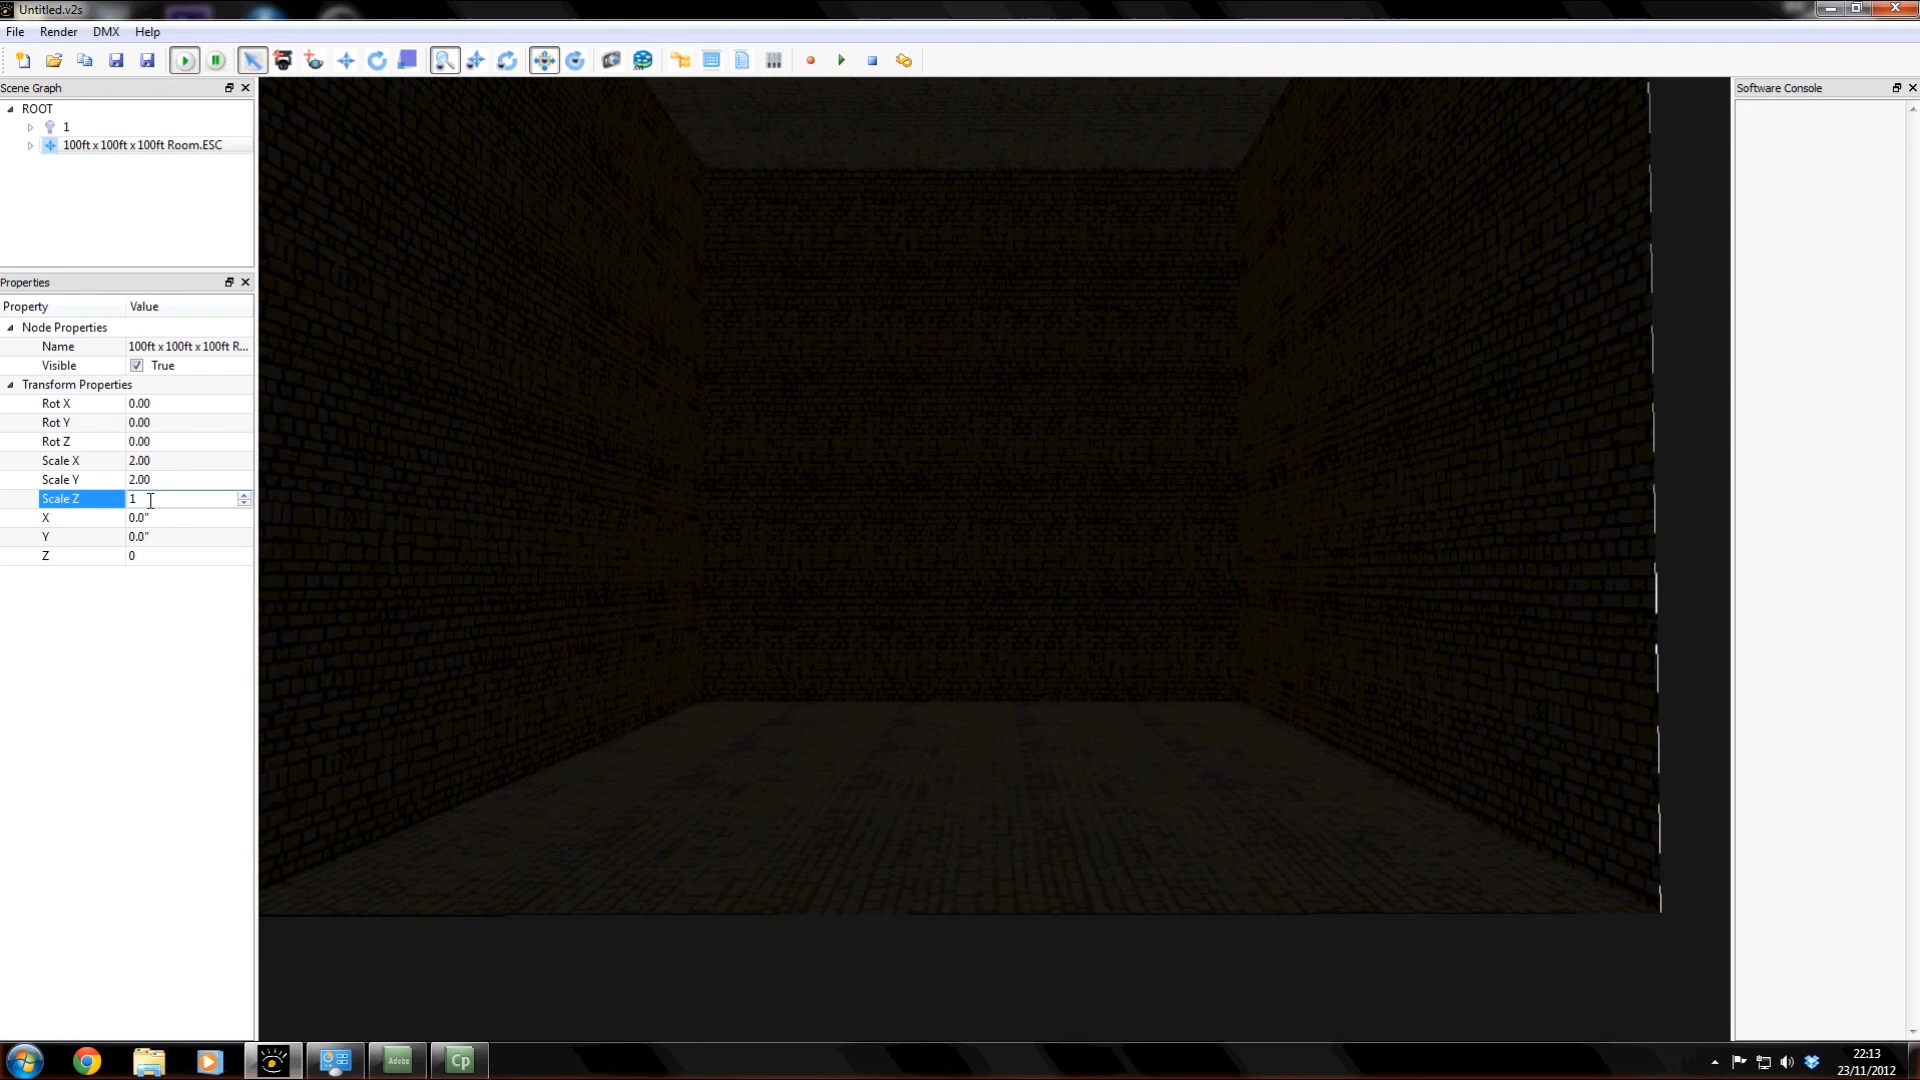 Untitled.v2s
File Render DMX Help
Scene Graph
ROOT
1
100ft x 100ft x 100ft Room.ESC
Properties
Property Value
Node Properties
Name 100ft x 100ft x 100ft R...
Visible True
Transform Properties
Rot X 0.00
Rot Y 0.00
Rot Z 0.00
Scale X 2.00
Scale Y 2.00
Scale Z 1
X 0.0"
Y 0.0"
Z 0
Software Console
Adobe
Cp
22:13
23/11/2012